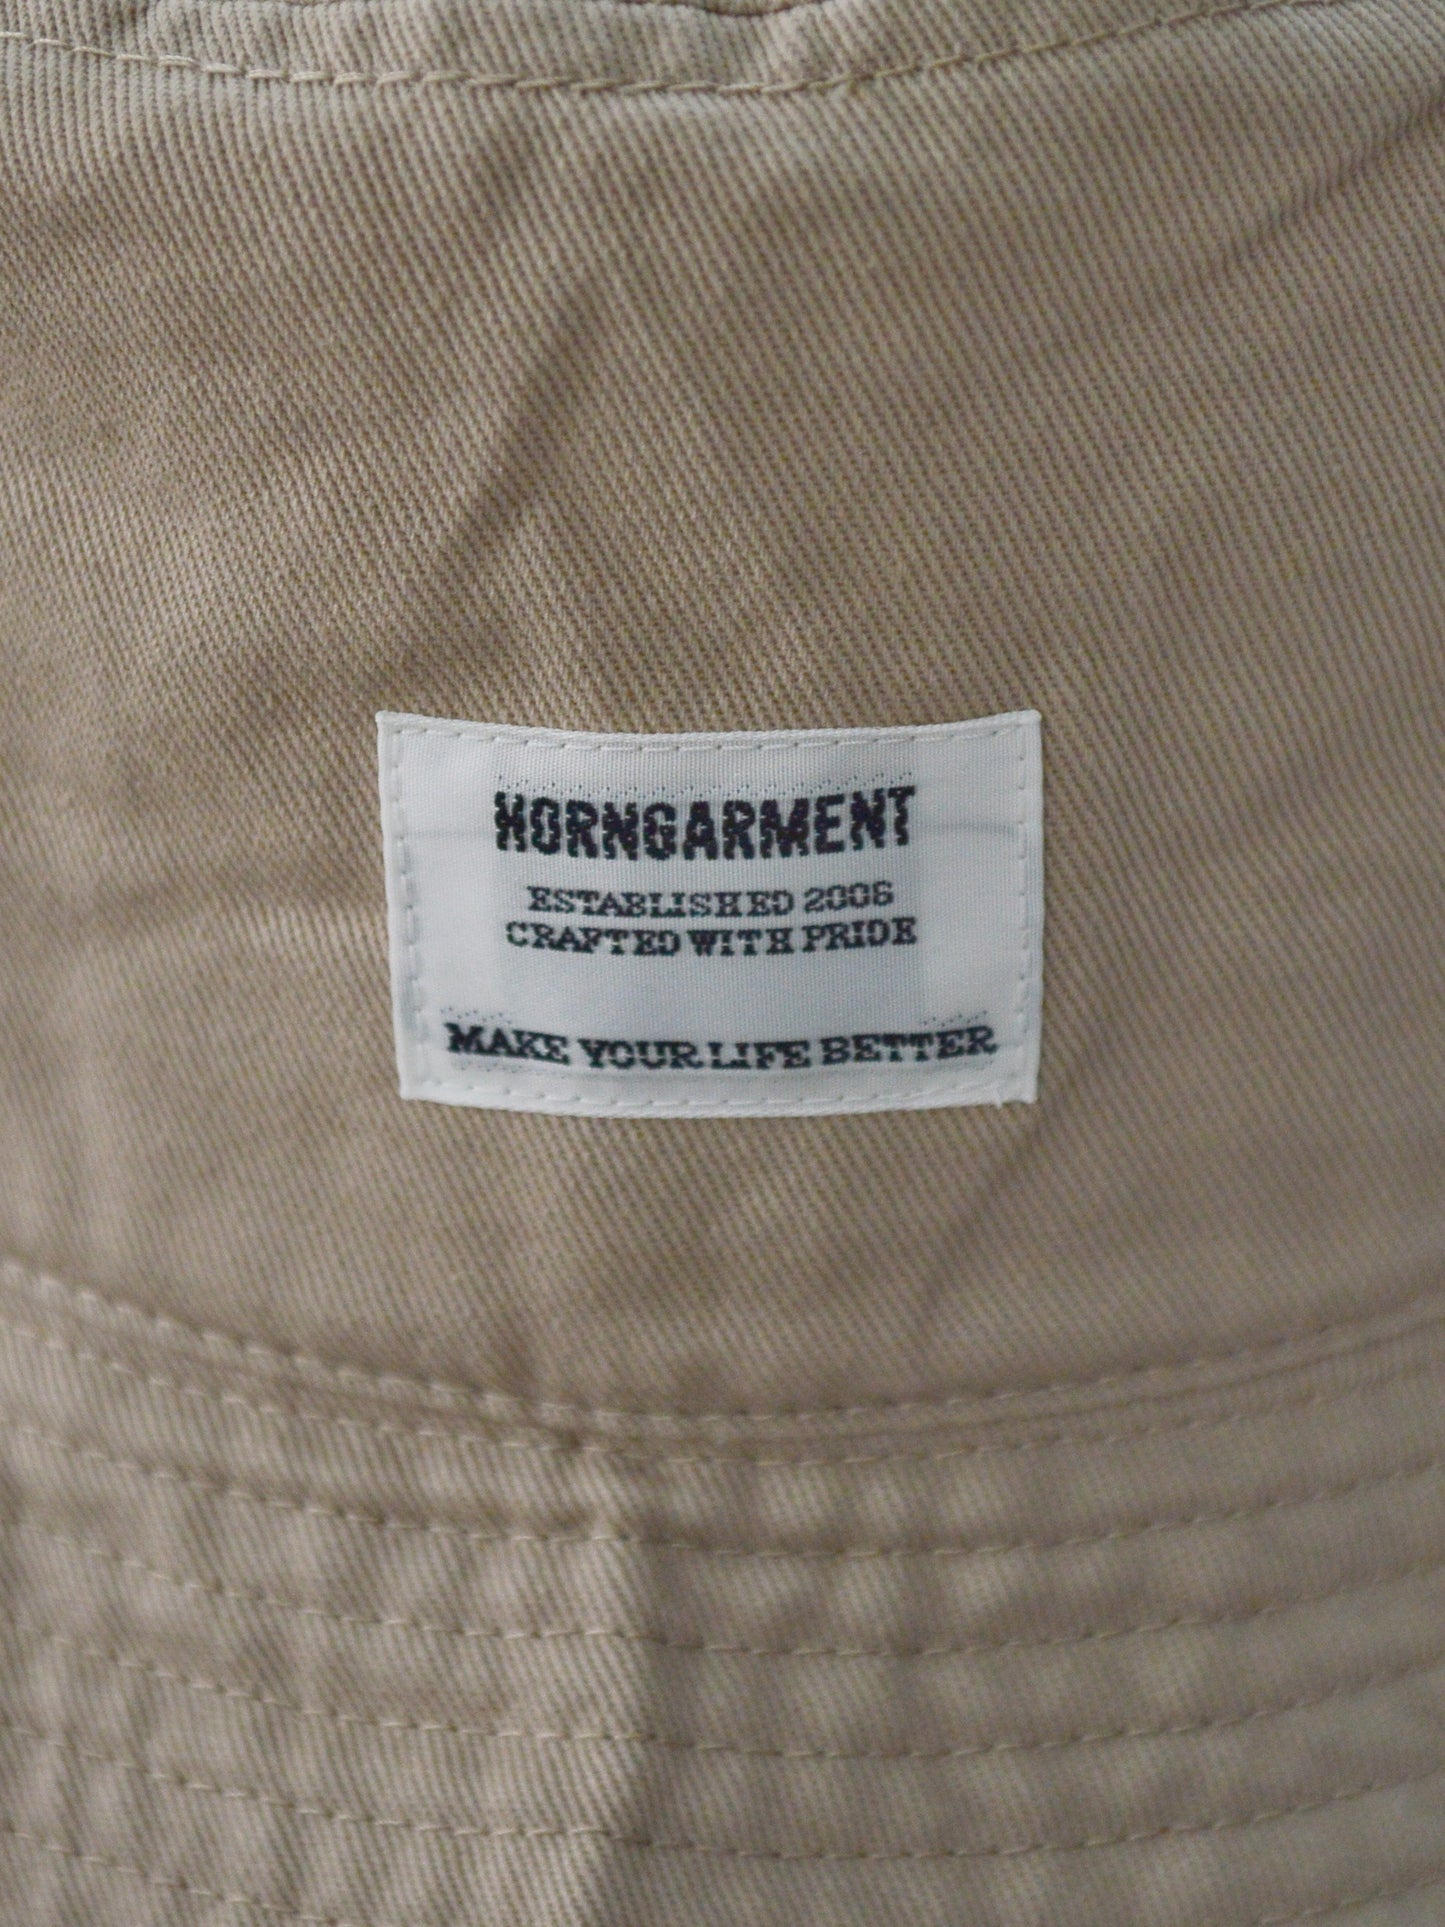 HORNGARMENT
ESTABLISHED 2006
CRAFTED WITH PRIDE
MAKE YOUR LIFE BETTER